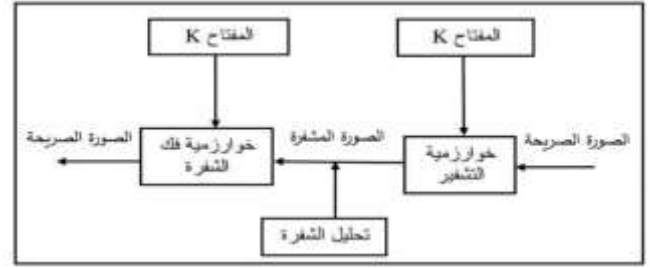 المفتاح K
المفتاح K
الصورة الصريحة
خوارزمية
التشفير
الصورة المشفرة
خوارزمية فك
الشفرة
الصورة الصريحة
تحليل الشفرة